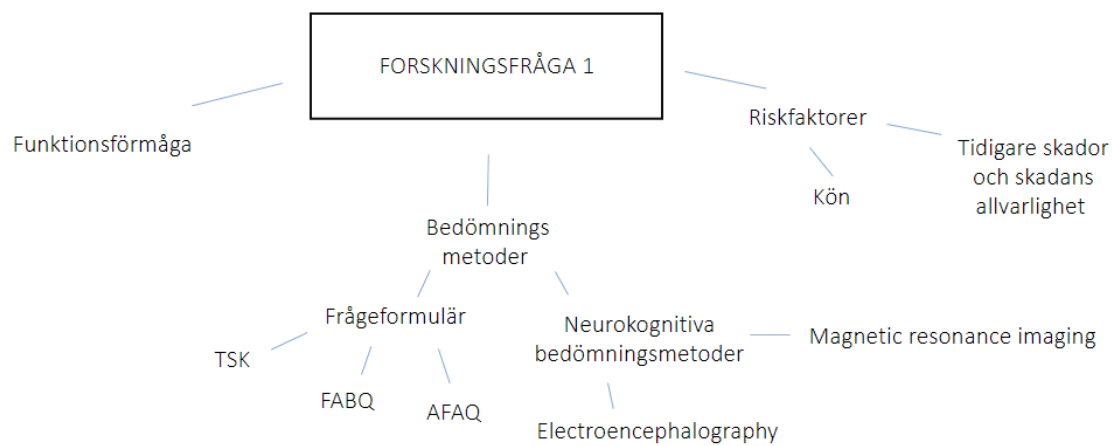 FORSKNINGSFRÅGA 1
Funktionsförmåga
Riskfaktorer
Kön
Tidigare skador
och skadans
allvarlighet
Bedömnings
metoder
Frågeformulär
TSK
FABQ
AFAQ
Neurokognitiva
bedömningsmetoder
Magnetic resonance imaging
Electroencephalography